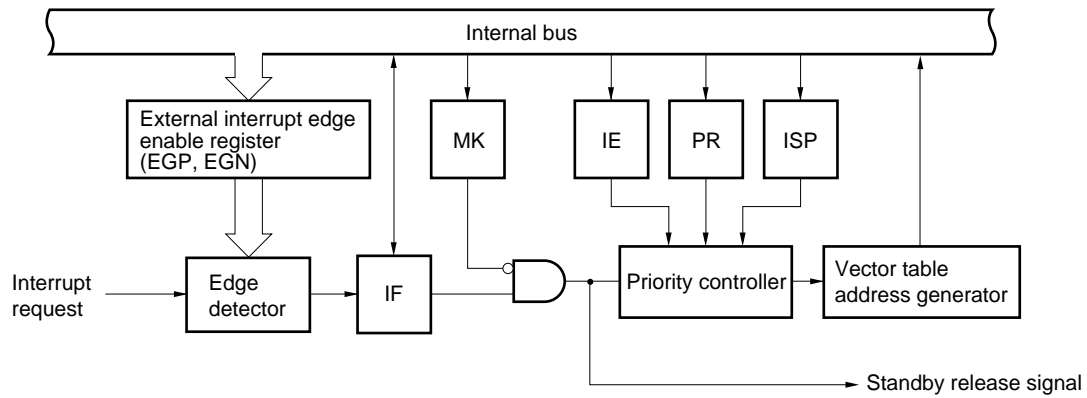 Internal bus
External interrupt edge
enable register
(EGP, EGN)
MK
IE
PR
ISP
Interrupt
request
Edge
detector
IF
Priority controller
Vector table
address generator
Standby release signal